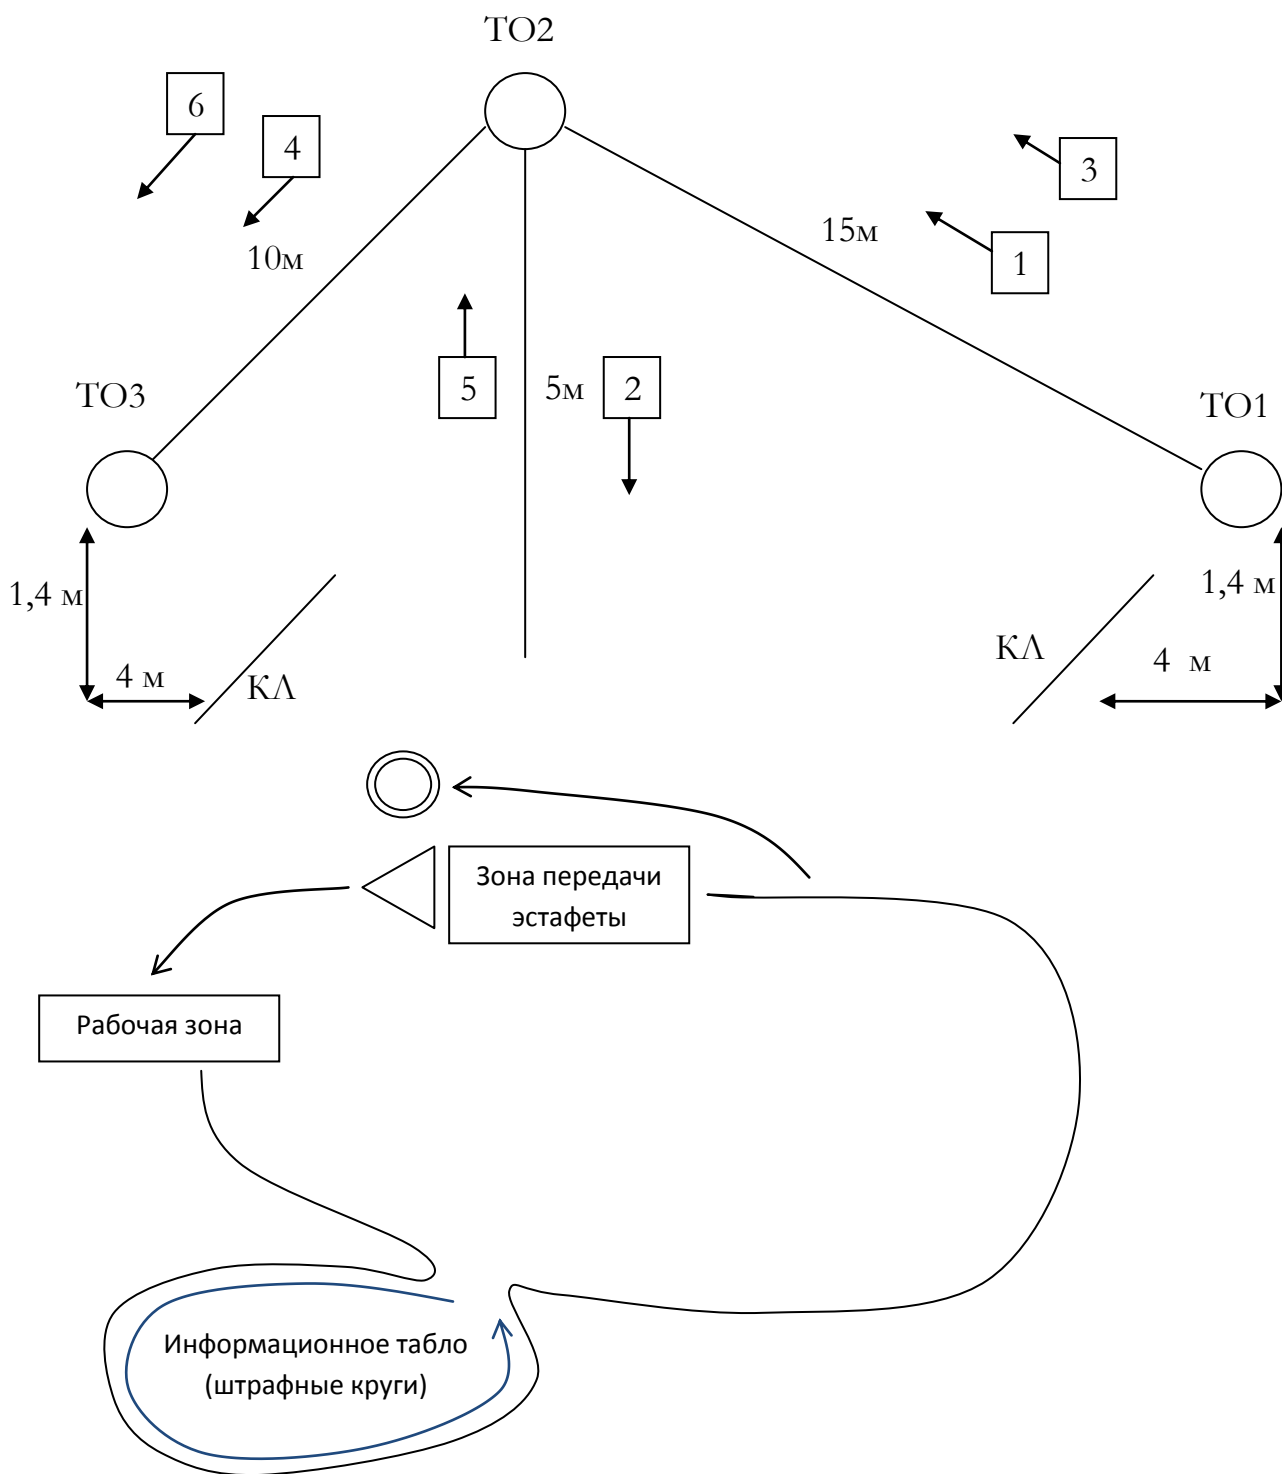 ТО2
6
4
3
15м
1
10м
5
5м
2
ТО3
ТО1
1,4 м
1,4 м
КЛ
4 м
КЛ
4 м
Зона передачи
эстафеты
Рабочая зона
Информационное табло
(штрафные круги)